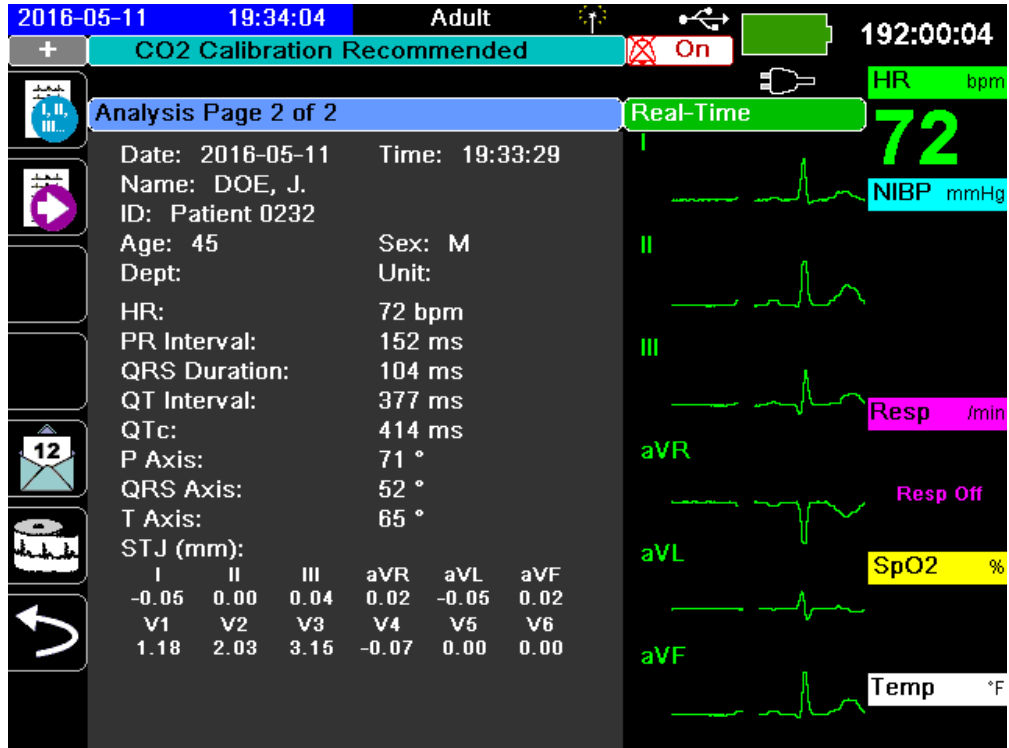 2016-05-11 19:34:04 Adult
192:00:04
+ CO2 Calibration Recommended On
HR bpm
72
I, II, III...
Analysis Page 2 of 2
Date: 2016-05-11 Time: 19:33:29
Name: DOE, J.
ID: Patient 0232
Age: 45 Sex: M
Dept: Unit:
HR: 72 bpm
PR Interval: 152 ms
QRS Duration: 104 ms
QT Interval: 377 ms
QTc: 414 ms
P Axis: 71 °
QRS Axis: 52 °
T Axis: 65 °
STJ (mm):
I II III aVR aVL aVF
-0.05 0.00 0.04 0.02 -0.05 0.02
V1 V2 V3 V4 V5 V6
1.18 2.03 3.15 -0.07 0.00 0.00
12
Real-Time
I
II
III
aVR
aVL
aVF
NIBP mmHg
Resp /min
Resp Off
SpO2 %
Temp °F